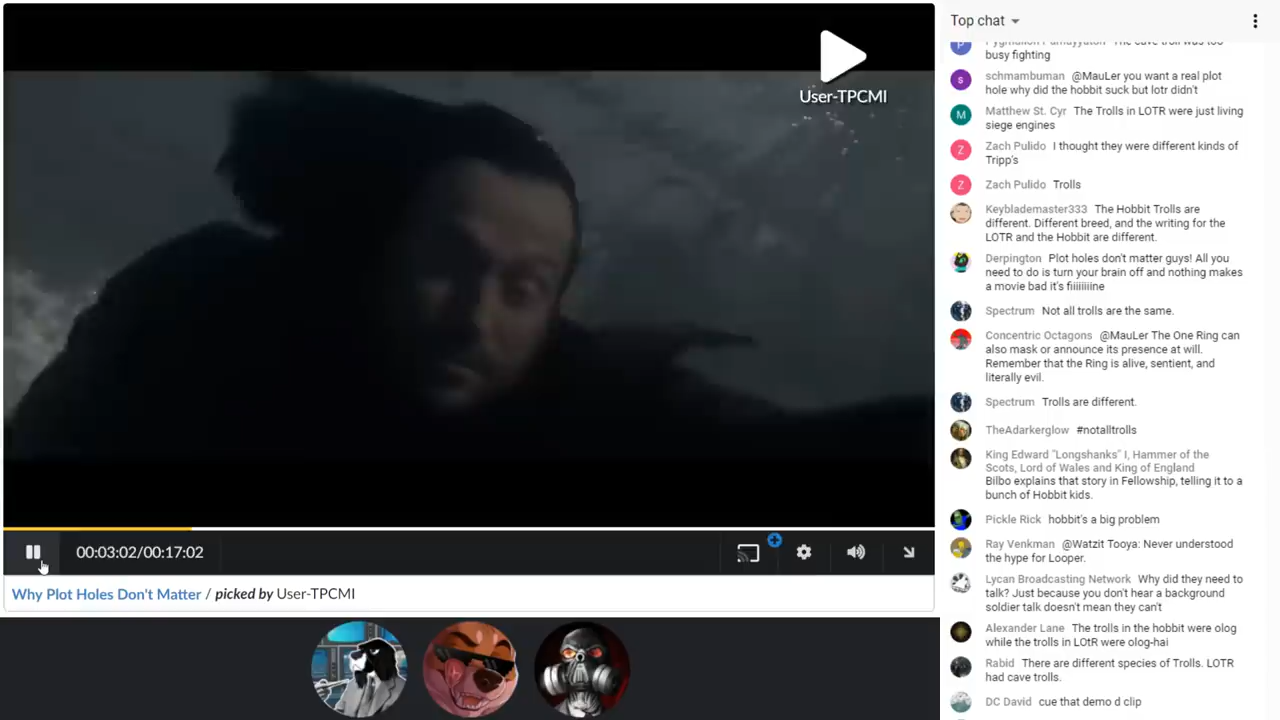 User-TPCMI
00:03:02/00:17:02
Why Plot Holes Don't Matter / picked by User-TPCMI
Top chat
busy fighting
schmambuman @MauLer you want a real plot
hole why did the hobbit suck but lotr didn't
Matthew St. Cyr The Trolls in LOTR were just living
siege engines
Zach Pulido I thought they were different kinds of
Tripp's
Zach Pulido Trolls
Keyblademaster333 The Hobbit Trolls are
different. Different breed, and the writing for the
LOTR and the Hobbit are different.
Derpington Plot holes don't matter guys! All you
need to do is turn your brain off and nothing makes
a movie bad it's fiiiiiiiine
Spectrum Not all trolls are the same.
Concentric Octagons @MauLer The One Ring can
also mask or announce its presence at will.
Remember that the Ring is alive, sentient, and
literally evil.
Spectrum Trolls are different.
TheAdarkerglow #notalltrolls
King Edward "Longshanks" I, Hammer of the
Scots, Lord of Wales and King of England
Bilbo explains that story in Fellowship, telling it to a
bunch of Hobbit kids.
Pickle Rick hobbit's a big problem
Ray Venkman @Watzit Tooya: Never understood
the hype for Looper.
Lycan Broadcasting Network Why did they need to
talk? Just because you don't hear a background
soldier talk doesn't mean they can't
Alexander Lane The trolls in the hobbit were olog
while the trolls in LOtR were olog-hai
Rabid There are different species of Trolls. LOTR
had cave trolls.
DC David cue that demo d clip